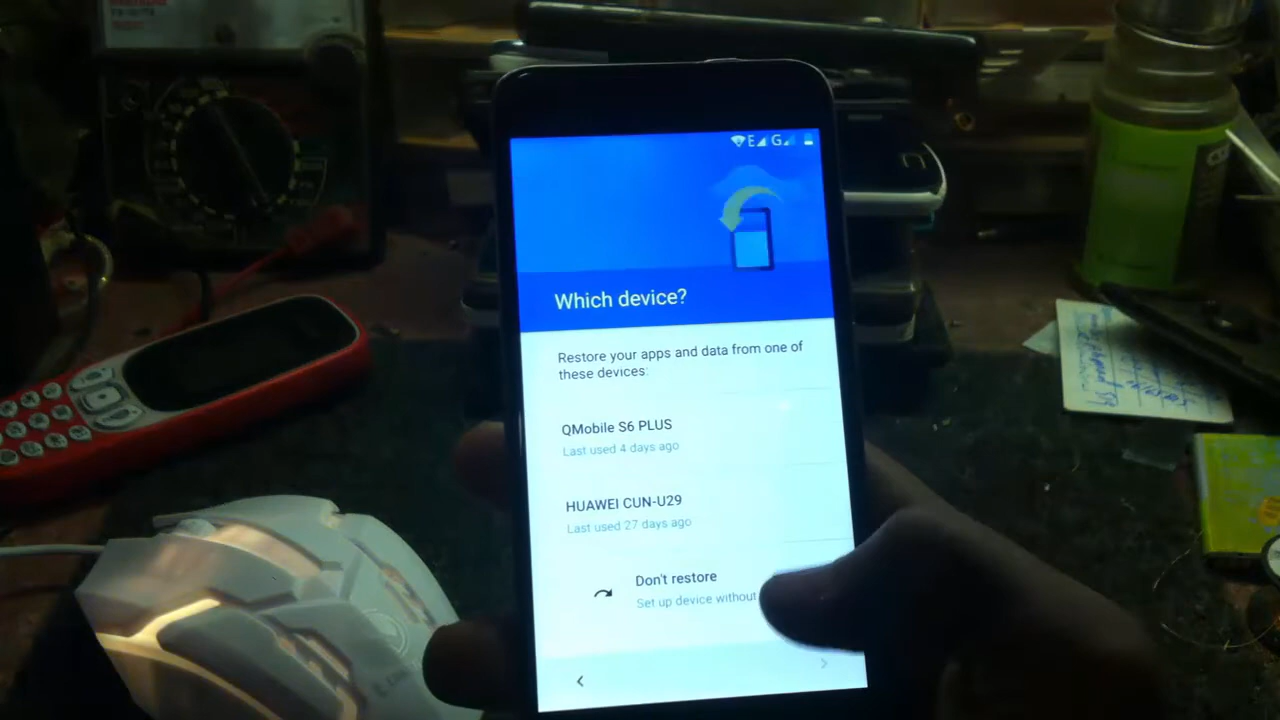 E G
Which device?
Restore your apps and data from one of
these devices:
QMobile S6 PLUS
Last used 4 days ago
HUAWEI CUN-U29
Last used 27 days ago
Don't restore
Set up device without